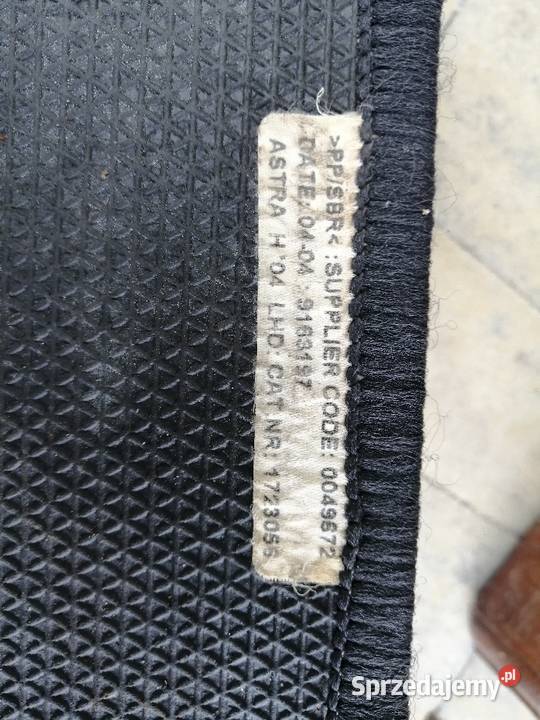 >PP/SBR< :SUPPLIER CODE: 0049672
DATE: 04-04 9163197
ASTRA H '04 LHD: CAT NR: 1723056
Sprzedajemy.pl